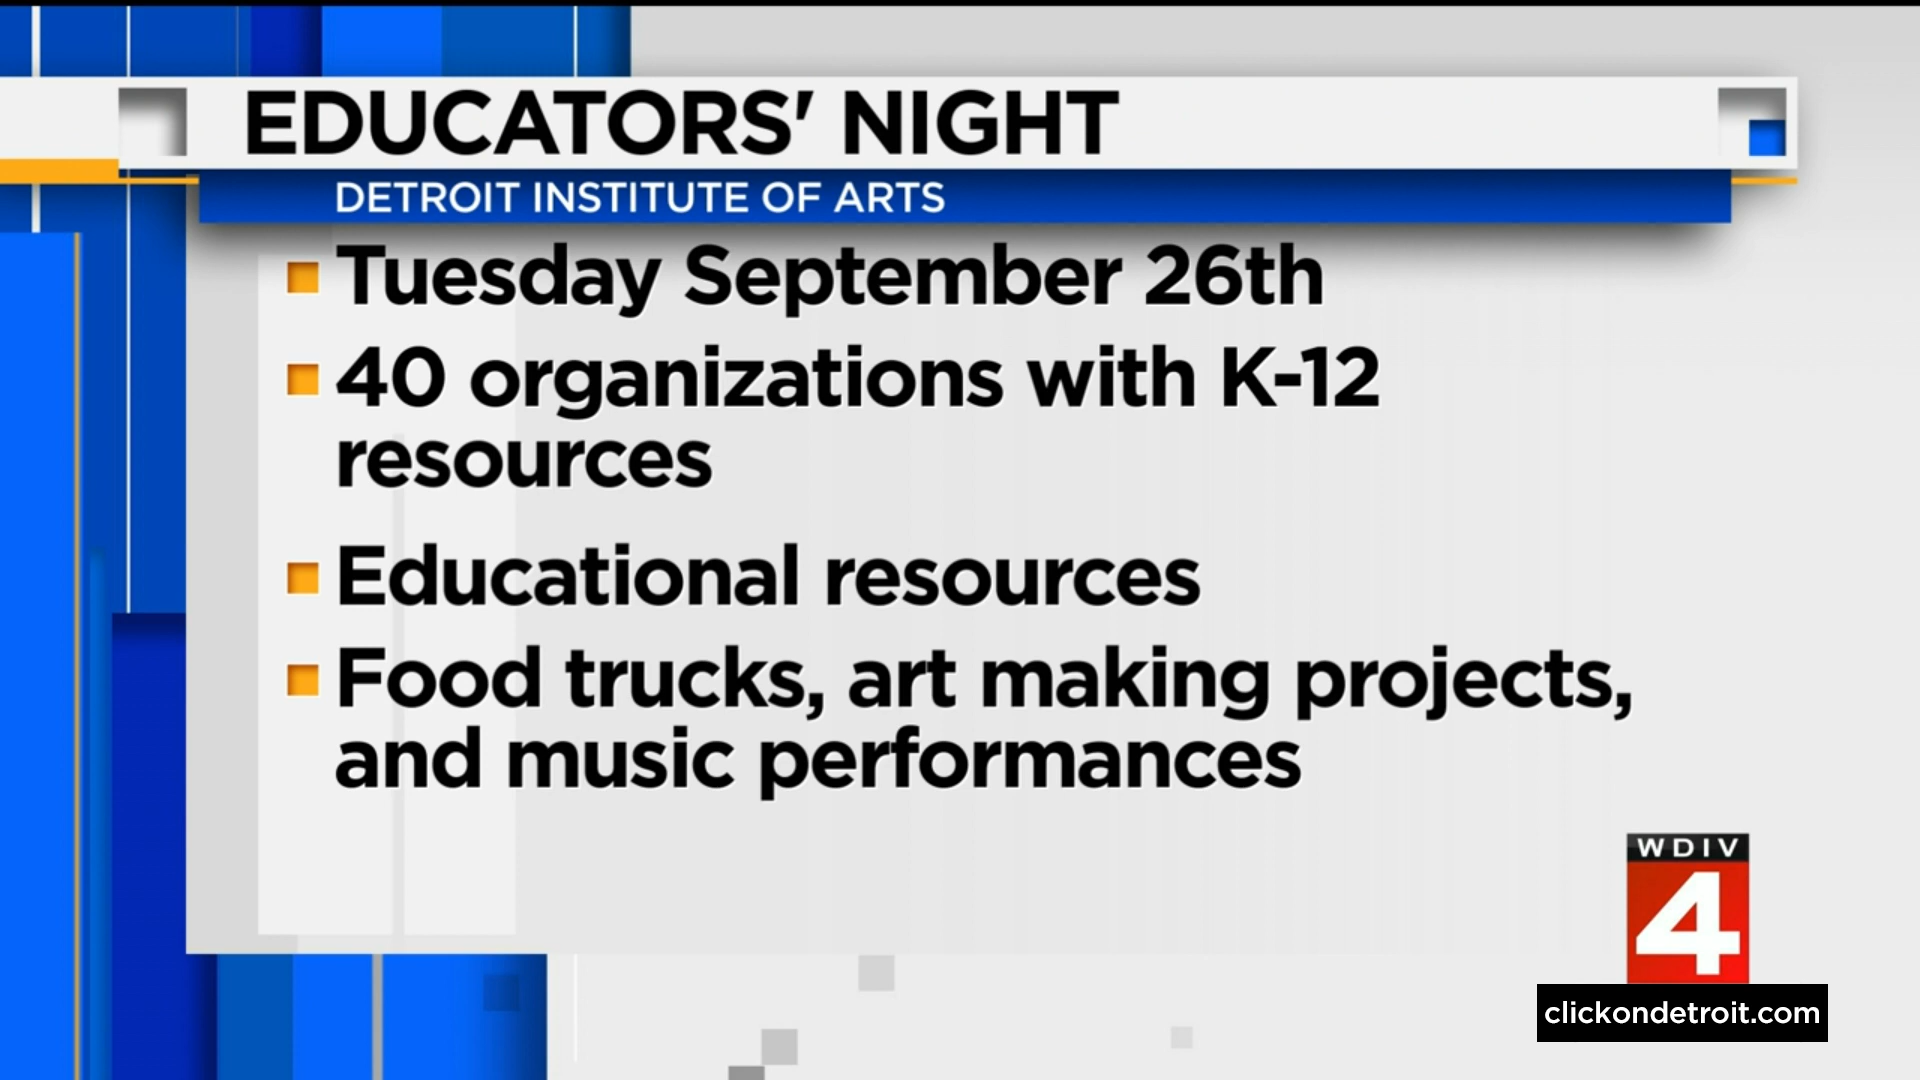 EDUCATORS' NIGHT
DETROIT INSTITUTE OF ARTS
Tuesday September 26th
40 organizations with K-12
resources
Educational resources
Food trucks, art making projects,
and music performances
WDIV
4
clickondetroit.com